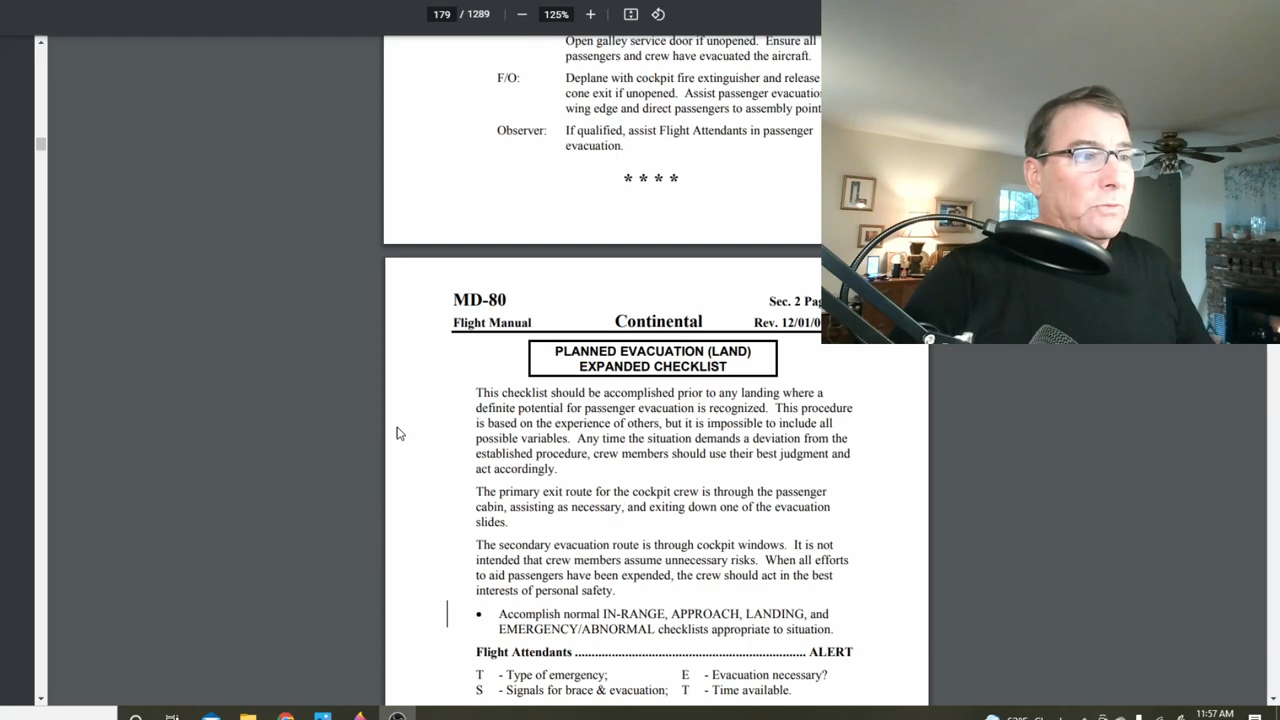 179 / 1289
125%
Open galley service door if unopened. Ensure all
passengers and crew have evacuated the aircraft.
F/O: Deplane with cockpit fire extinguisher and release
cone exit if unopened. Assist passenger evacuation
wing edge and direct passengers to assembly point
Observer: If qualified, assist Flight Attendants in passenger
evacuation.
* * * *
MD-80 Sec. 2
Flight Manual Continental Rev. 12/01/0
PLANNED EVACUATION (LAND)
EXPANDED CHECKLIST
This checklist should be accomplished prior to any landing where a
definite potential for passenger evacuation is recognized. This procedure
is based on the experience of others, but it is impossible to include all
possible variables. Any time the situation demands a deviation from the
established procedure, crew members should use their best judgment and
act accordingly.
The primary exit route for the cockpit crew is through the passenger
cabin, assisting as necessary, and exiting down one of the evacuation
slides.
The secondary evacuation route is through cockpit windows. It is not
intended that crew members assume unnecessary risks. When all efforts
to aid passengers have been expended, the crew should act in the best
interests of personal safety.
• Accomplish normal IN-RANGE, APPROACH, LANDING, and
EMERGENCY/ABNORMAL checklists appropriate to situation.
Flight Attendants ............................................................. ALERT
T - Type of emergency; E - Evacuation necessary?
S - Signals for brace & evacuation; T - Time available.
11:57 AM